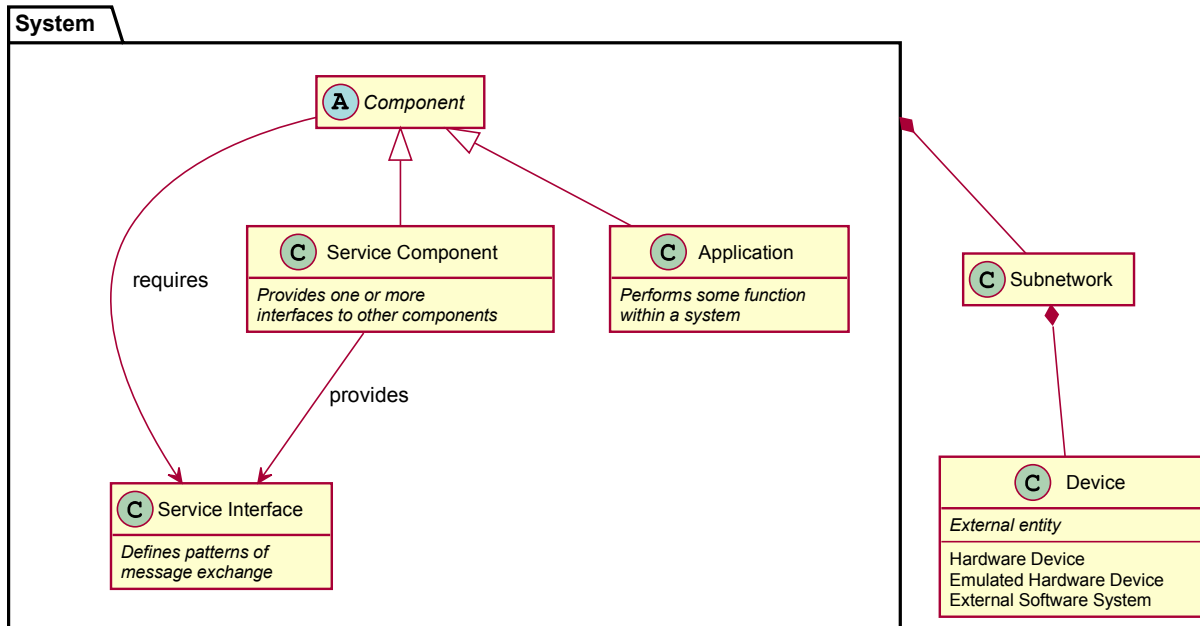 System
A Component
C Service Component
Provides one or more
interfaces to other components
C Application
Performs some function
within a system
requires
C Subnetwork
provides
C Service Interface
Defines patterns of
message exchange
C Device
External entity
Hardware Device
Emulated Hardware Device
External Software System